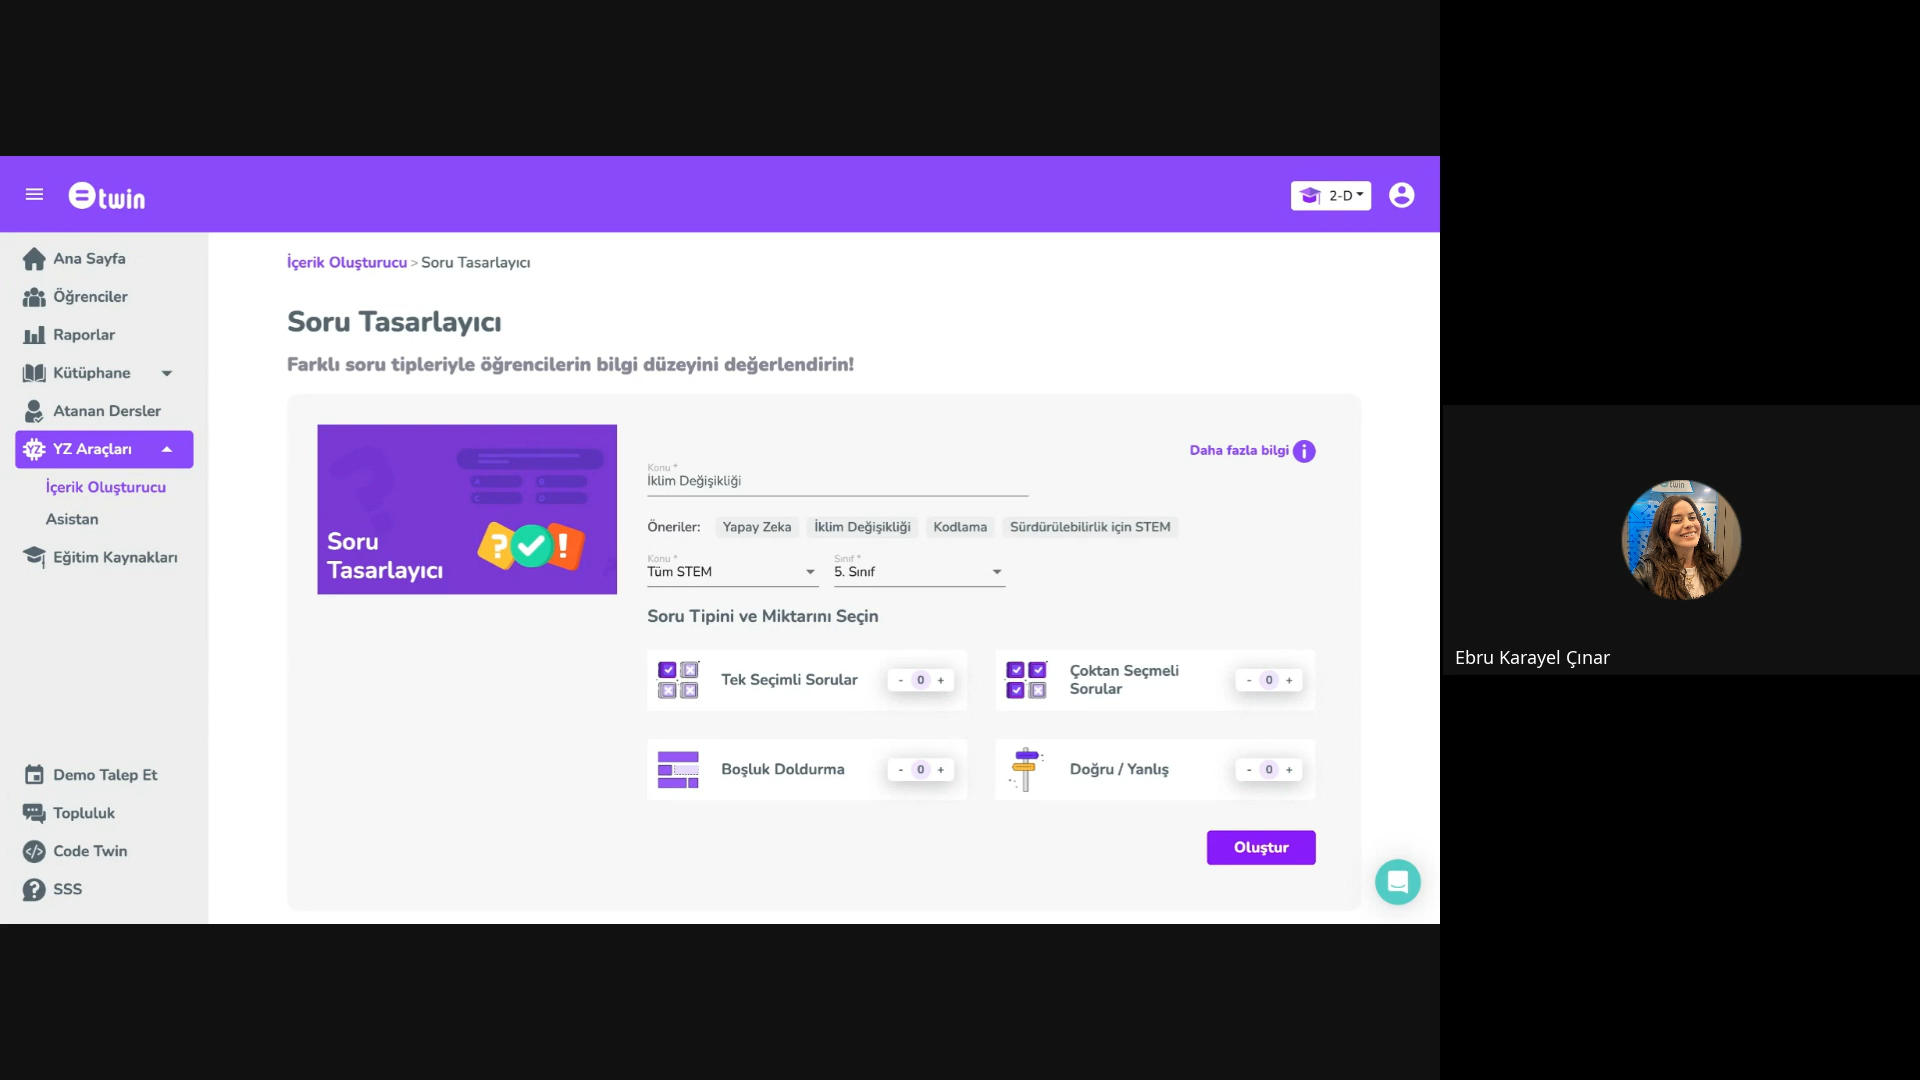 twin
2-D
Ana Sayfa
Öğrenciler
Raporlar
Kütüphane
Atanan Dersler
YZ Araçları
İçerik Oluşturucu
Asistan
Eğitim Kaynakları
Demo Talep Et
Topluluk
Code Twin
SSS
İçerik Oluşturucu > Soru Tasarlayıcı
Soru Tasarlayıcı
Farklı soru tipleriyle öğrencilerin bilgi düzeyini değerlendirin!
Soru
Tasarlayıcı
Daha fazla bilgi
Konu *
İklim Değişikliği
Öneriler: Yapay Zeka İklim Değişikliği Kodlama Sürdürülebilirlik için STEM
Konu * Sınıf *
Tüm STEM 5. Sınıf
Soru Tipini ve Miktarını Seçin
Tek Seçimli Sorular - 0 +
Çoktan Seçmeli
Sorular - 0 +
Boşluk Doldurma - 0 +
Doğru / Yanlış - 0 +
Oluştur
Ebru Karayel Çınar